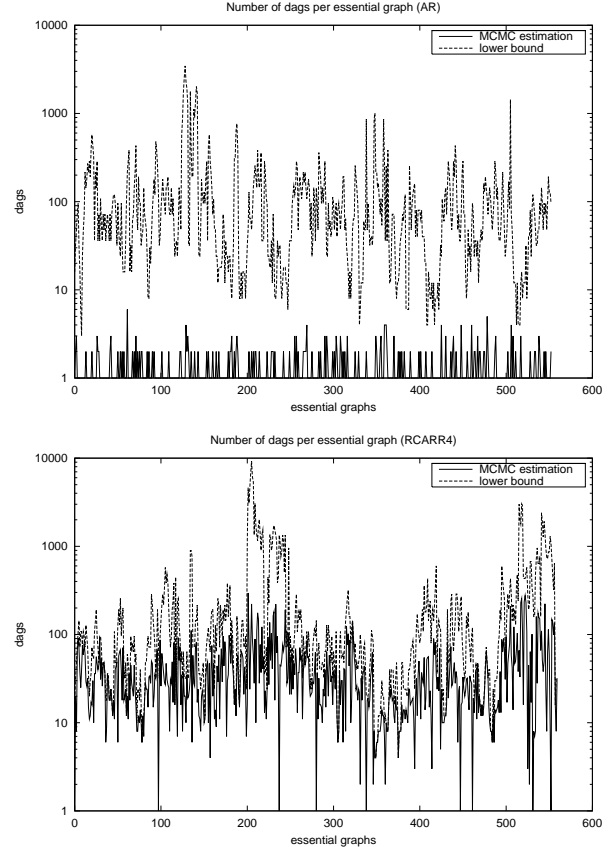 Number of dags per essential graph (AR)
10000
MCMC estimation
lower bound
1000
100
10
1
dags
0 100 200 300 400 500 600
essential graphs
Number of dags per essential graph (RCARR4)
10000
MCMC estimation
lower bound
1000
100
10
1
dags
0 100 200 300 400 500 600
essential graphs